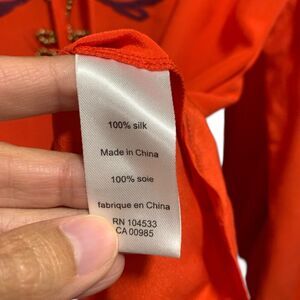 100% silk
Made in China
100% soie
fabrique en China
RN 104533
CA 00985